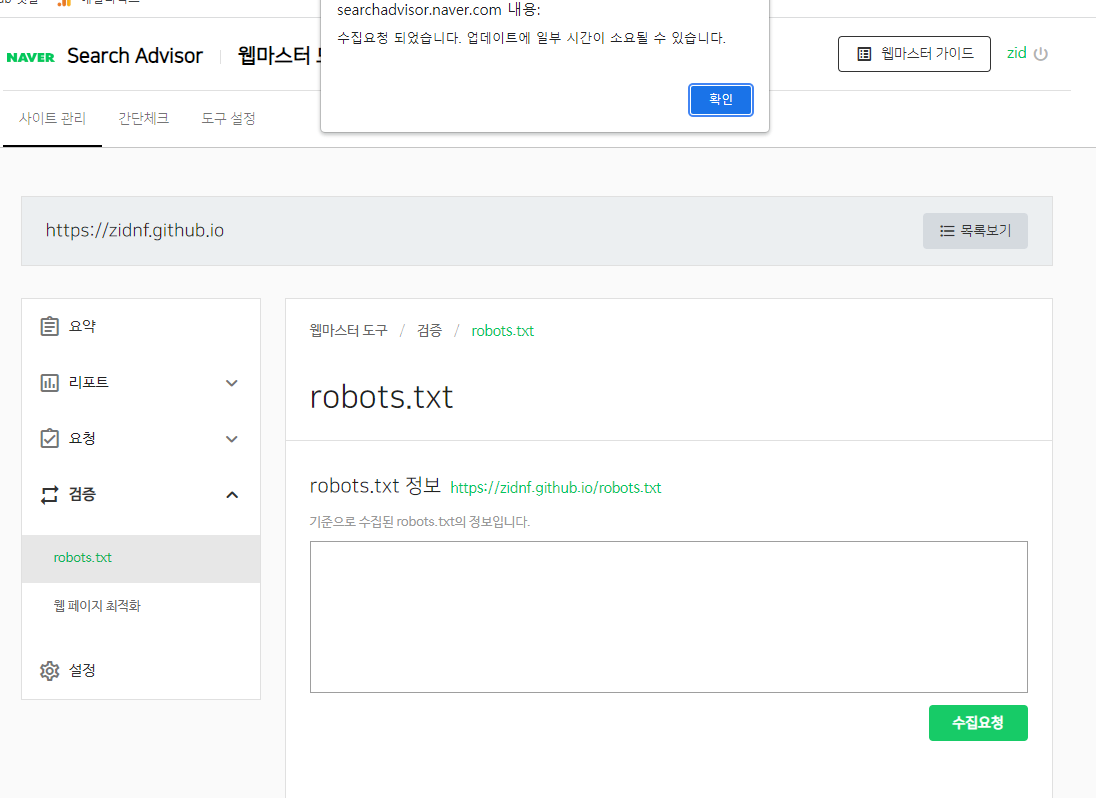 searchadvisor.naver.com 내용:
수집요청 되었습니다. 업데이트에 일부 시간이 소요될 수 있습니다.
확인
NAVER Search Advisor 웹마스터
웹마스터 가이드
zid
사이트 관리
간단체크
도구 설정
https://zidnf.github.io
목록보기
요약
리포트
요청
검증
robots.txt
웹 페이지 최적화
설정
웹마스터 도구 / 검증 / robots.txt
robots.txt
robots.txt 정보 https://zidnf.github.io/robots.txt
기준으로 수집된 robots.txt의 정보입니다.
수집요청